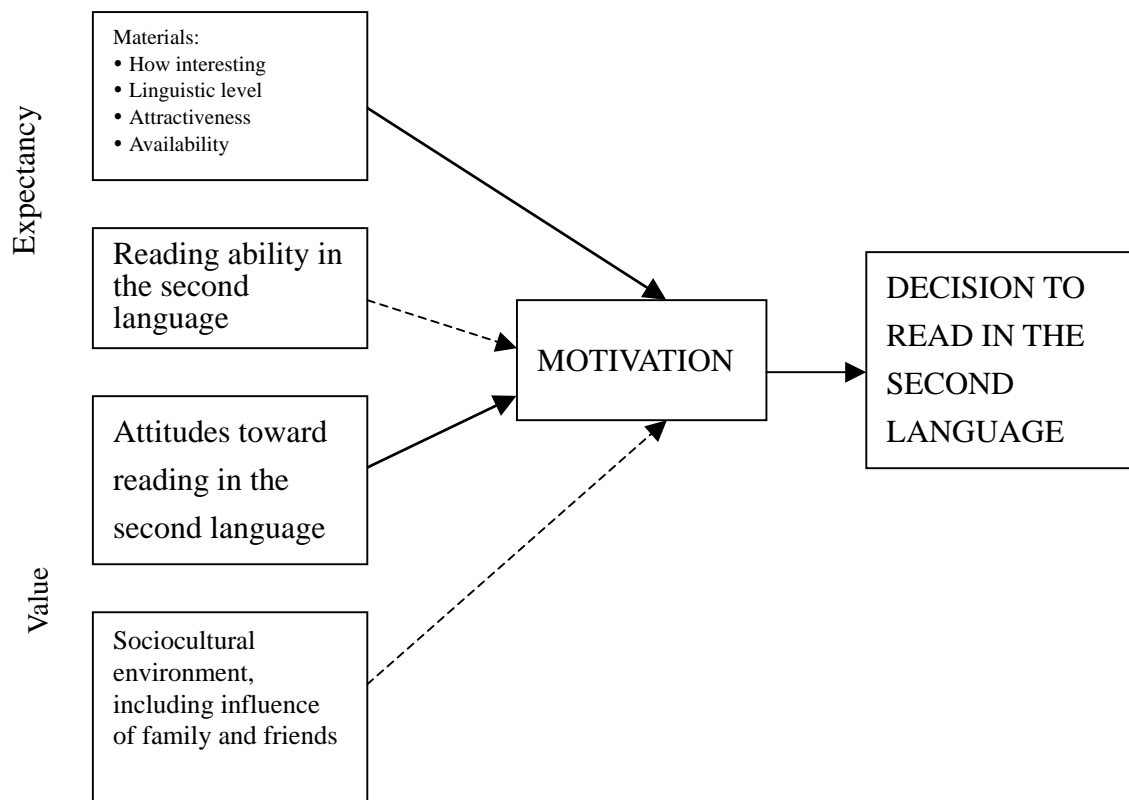 Expectancy
Materials:
• How interesting
• Linguistic level
• Attractiveness
• Availability
Reading ability in
the second
language
Value
Attitudes toward
reading in the
second language
Sociocultural
environment,
including influence
of family and friends
MOTIVATION
DECISION TO
READ IN THE
SECOND
LANGUAGE